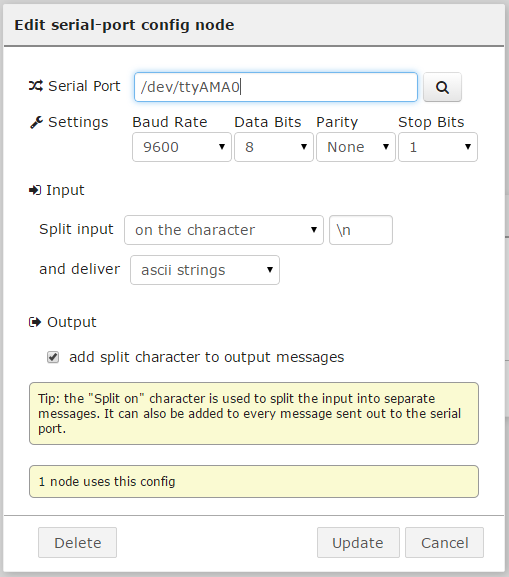 Edit serial-port config node
Serial Port /dev/ttyAMA0
Settings Baud Rate Data Bits Parity Stop Bits
9600 8 None 1
Input
Split input on the character \n
and deliver ascii strings
Output
add split character to output messages
Tip: the "Split on" character is used to split the input into separate
messages. It can also be added to every message sent out to the serial
port.
1 node uses this config
Delete Update Cancel